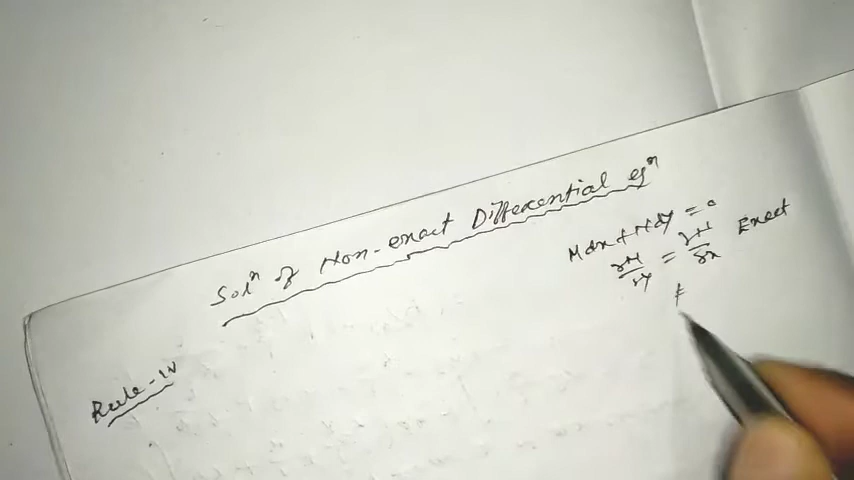 Solⁿ of Non-exact Differential eqⁿ
Mdx+Ndy = 0
∂M/∂y = ∂N/∂x Exact
≠
Rule-IV